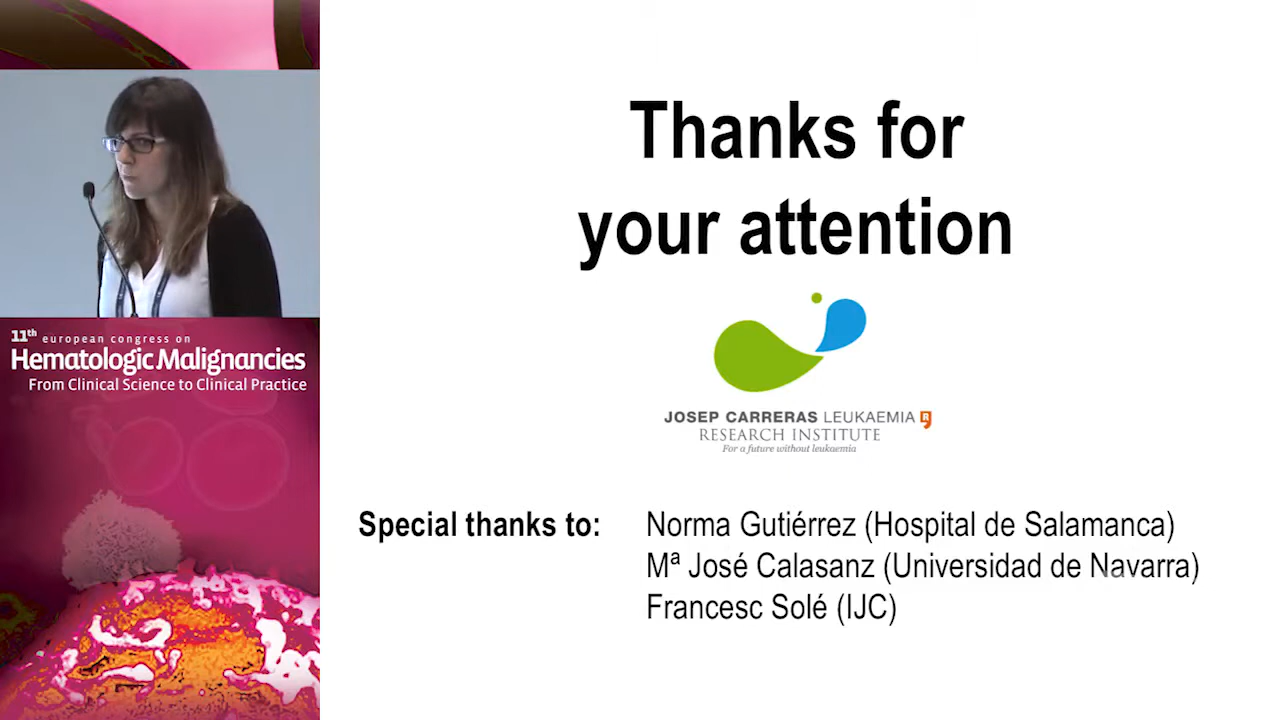 11th european congress on
Hematologic Malignancies
From Clinical Science to Clinical Practice
Thanks for
your attention
JOSEP CARRERAS LEUKAEMIA
RESEARCH INSTITUTE
For a future without leukaemia
Special thanks to:
Norma Gutiérrez (Hospital de Salamanca)
Mª José Calasanz (Universidad de Navarra)
Francesc Solé (IJC)